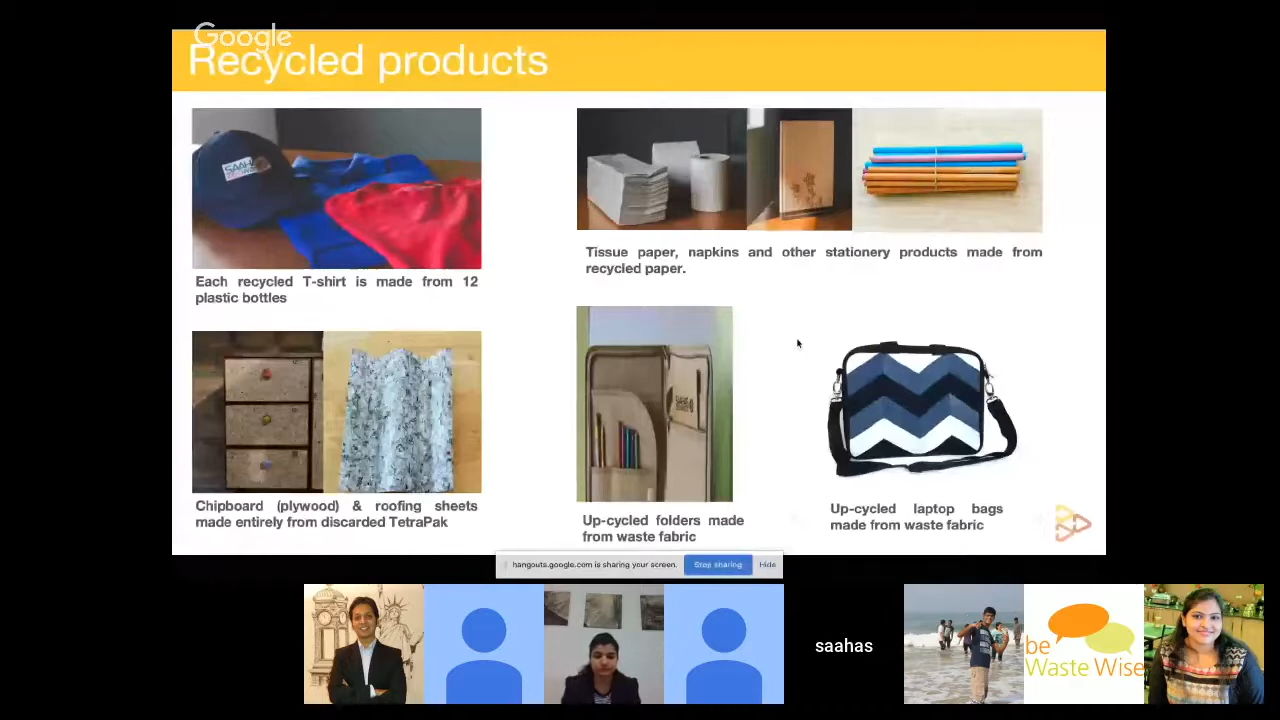 Google
Recycled products
Each recycled T-shirt is made from 12
plastic bottles
Tissue paper, napkins and other stationery products made from
recycled paper.
Chipboard (plywood) & roofing sheets
made entirely from discarded TetraPak
Up-cycled folders made
from waste fabric
Up-cycled laptop bags
made from waste fabric
hangouts.google.com is sharing your screen.
Stop sharing
Hide
saahas
be
Waste Wise